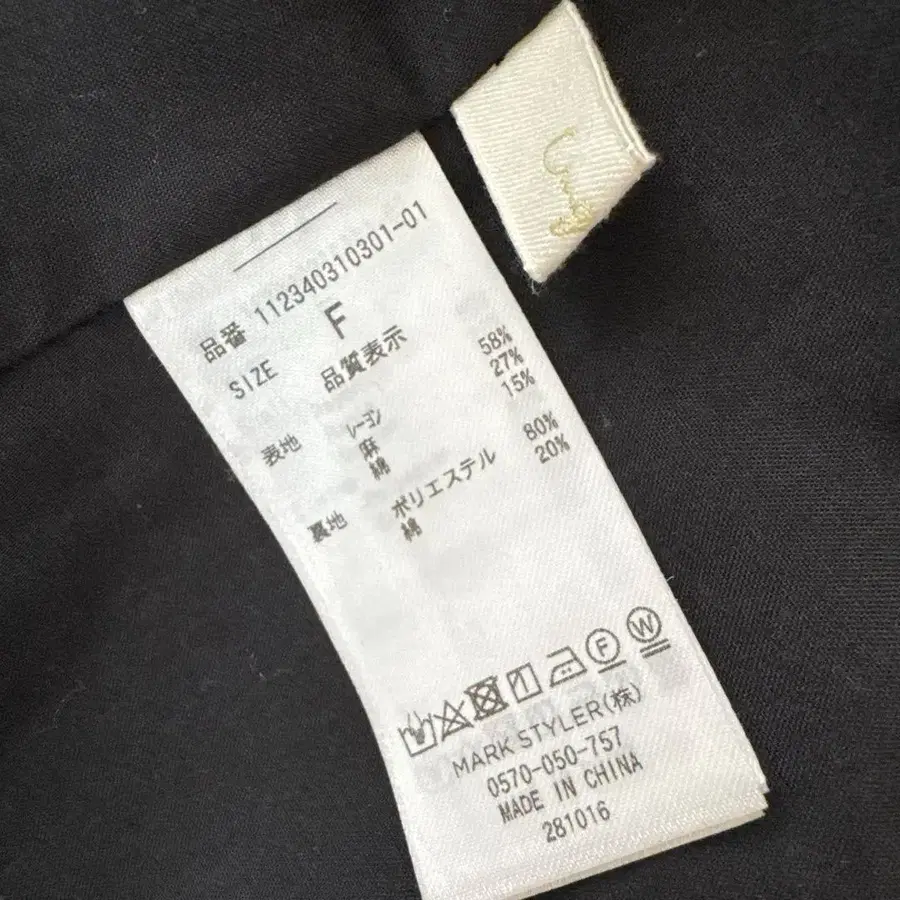 品番 112340310301-01
SIZE F
品質表示
表地 レーヨン 58%
麻 27%
綿 15%
裏地 ポリエステル 80%
綿 20%
F W
MARK STYLER(株)
0570-050-757
MADE IN CHINA
281016